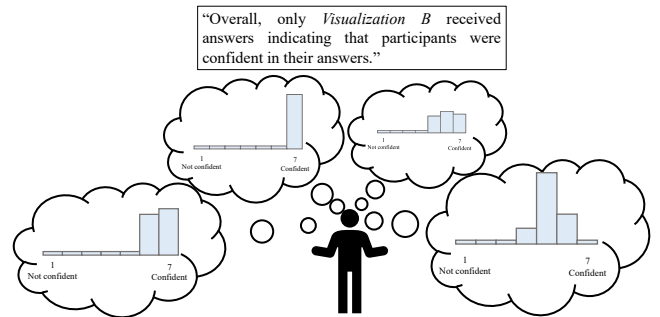 “Overall, only Visualization B received
answers indicating that participants were
confident in their answers.”
1 7
Not confident Confident
1 7
Not confident Confident
1 7
Not confident Confident
1 7
Not confident Confident